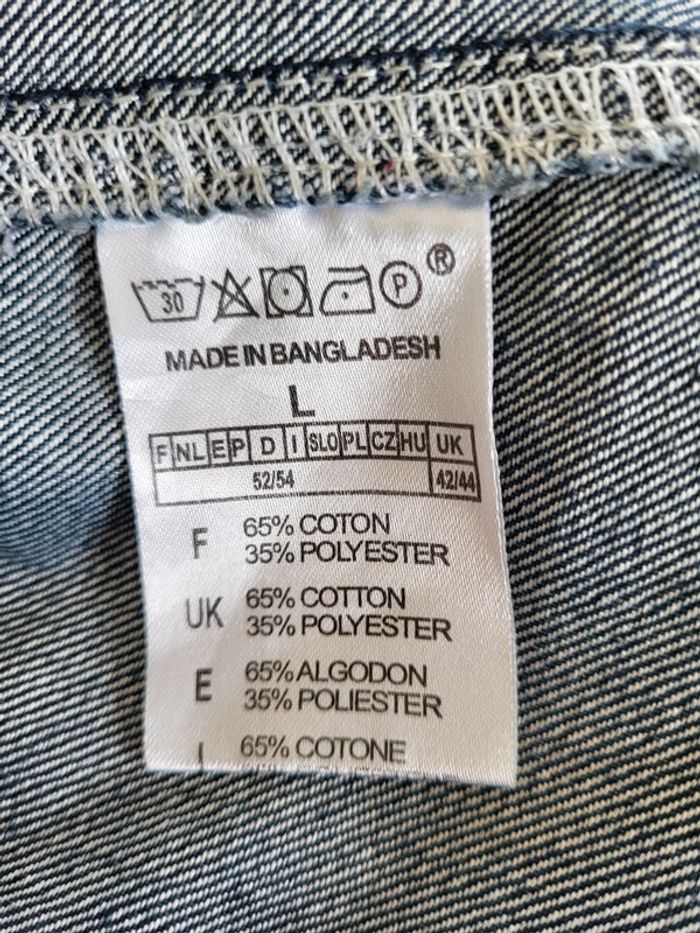 30 P ®
MADE IN BANGLADESH
L
F NL E P D I SLO PL CZ HU UK
52/54 42/44
F 65% COTON
35% POLYESTER
UK 65% COTTON
35% POLYESTER
E 65% ALGODON
35% POLIESTER
I 65% COTONE